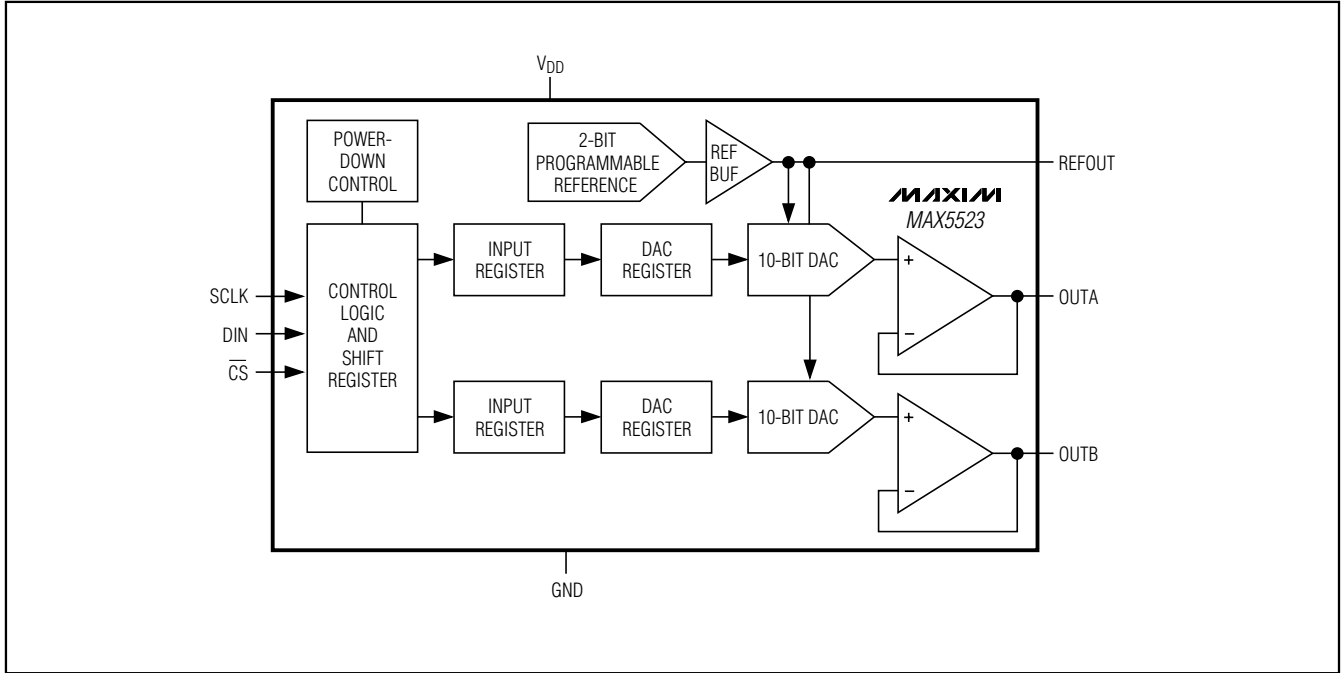 VDD
POWER-
DOWN
CONTROL
2-BIT
PROGRAMMABLE
REFERENCE
REF
BUF
REFOUT
MAXIM
MAX5523
CONTROL
LOGIC
AND
SHIFT
REGISTER
INPUT
REGISTER
DAC
REGISTER
10-BIT DAC
+
−
OUTA
SCLK
DIN
C̅S̅
INPUT
REGISTER
DAC
REGISTER
10-BIT DAC
+
−
OUTB
GND